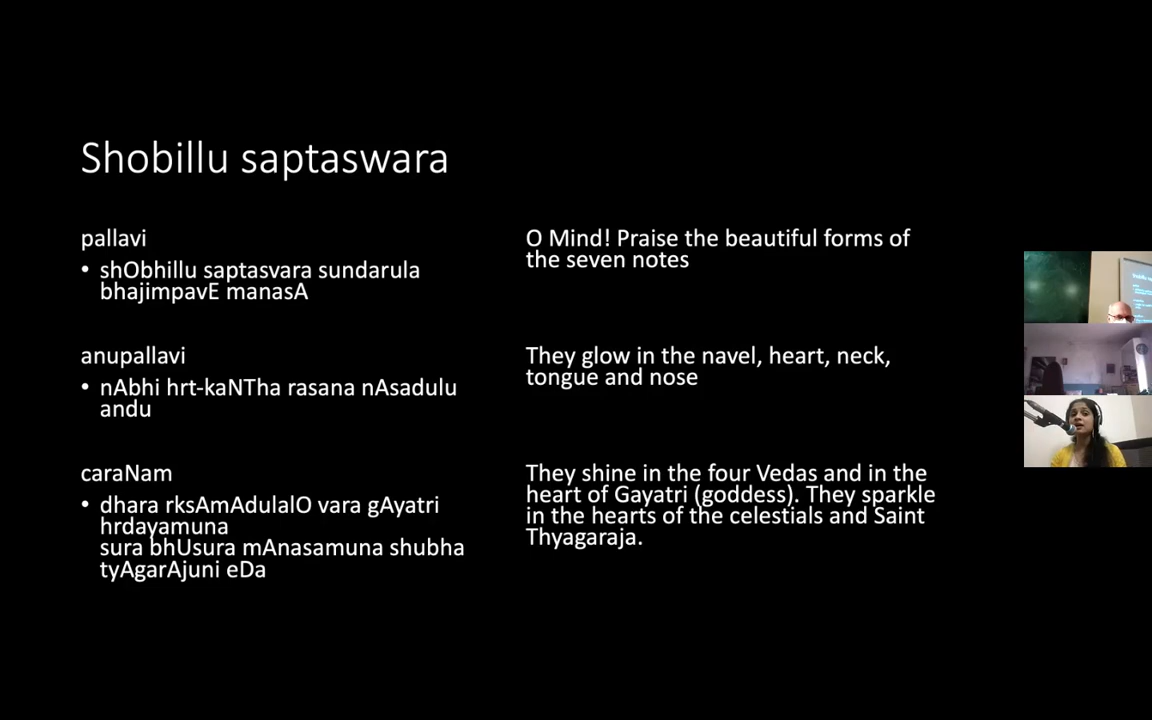 Shobillu saptaswara
pallavi
• shObhillu saptasvara sundarula
bhajimpavE manasA
anupallavi
• nAbhi hrt-kaNTha rasana nAsadulu
andu
caraNam
• dhara rksAmAdulalO vara gAyatri
hrdayamuna
sura bhUsura mAnasamuna shubha
tyAgarAjuni eDa
O Mind! Praise the beautiful forms of
the seven notes
They glow in the navel, heart, neck,
tongue and nose
They shine in the four Vedas and in the
heart of Gayatri (goddess). They sparkle
in the hearts of the celestials and Saint
Thyagaraja.